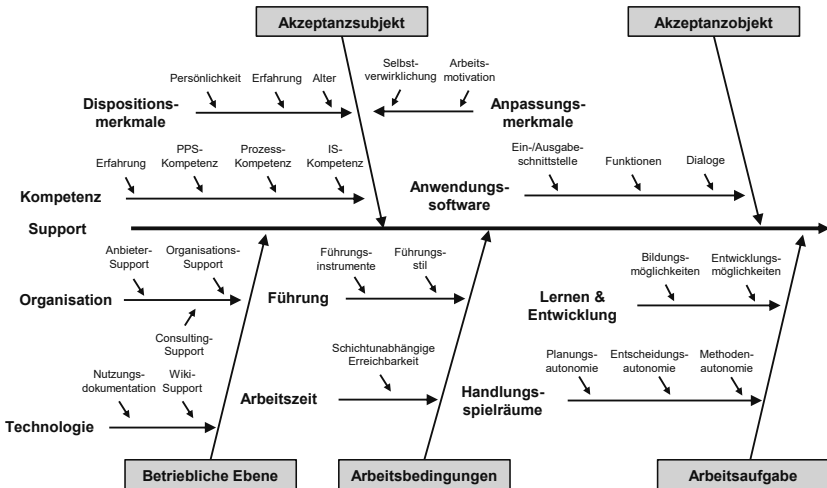 Akzeptanzsubjekt
Akzeptanzobjekt
Persönlichkeit
Erfahrung
Alter
Selbst-
verwirklichung
Arbeits-
motivation
Dispositions-
merkmale
Anpassungs-
merkmale
Erfahrung
PPS-
Kompetenz
Prozess-
Kompetenz
IS-
Kompetenz
Ein-/Ausgabe-
schnittstelle
Funktionen
Dialoge
Kompetenz
Anwendungs-
software
Support
Anbieter-
Support
Organisations-
Support
Führungs-
instrumente
Führungs-
stil
Bildungs-
möglichkeiten
Entwicklungs-
möglichkeiten
Organisation
Führung
Lernen &
Entwicklung
Consulting-
Support
Nutzungs-
dokumentation
Wiki-
Support
Schichtunabhängige
Erreichbarkeit
Planungs-
autonomie
Entscheidungs-
autonomie
Methoden-
autonomie
Technologie
Arbeitszeit
Handlungs-
spielräume
Betriebliche Ebene
Arbeitsbedingungen
Arbeitsaufgabe